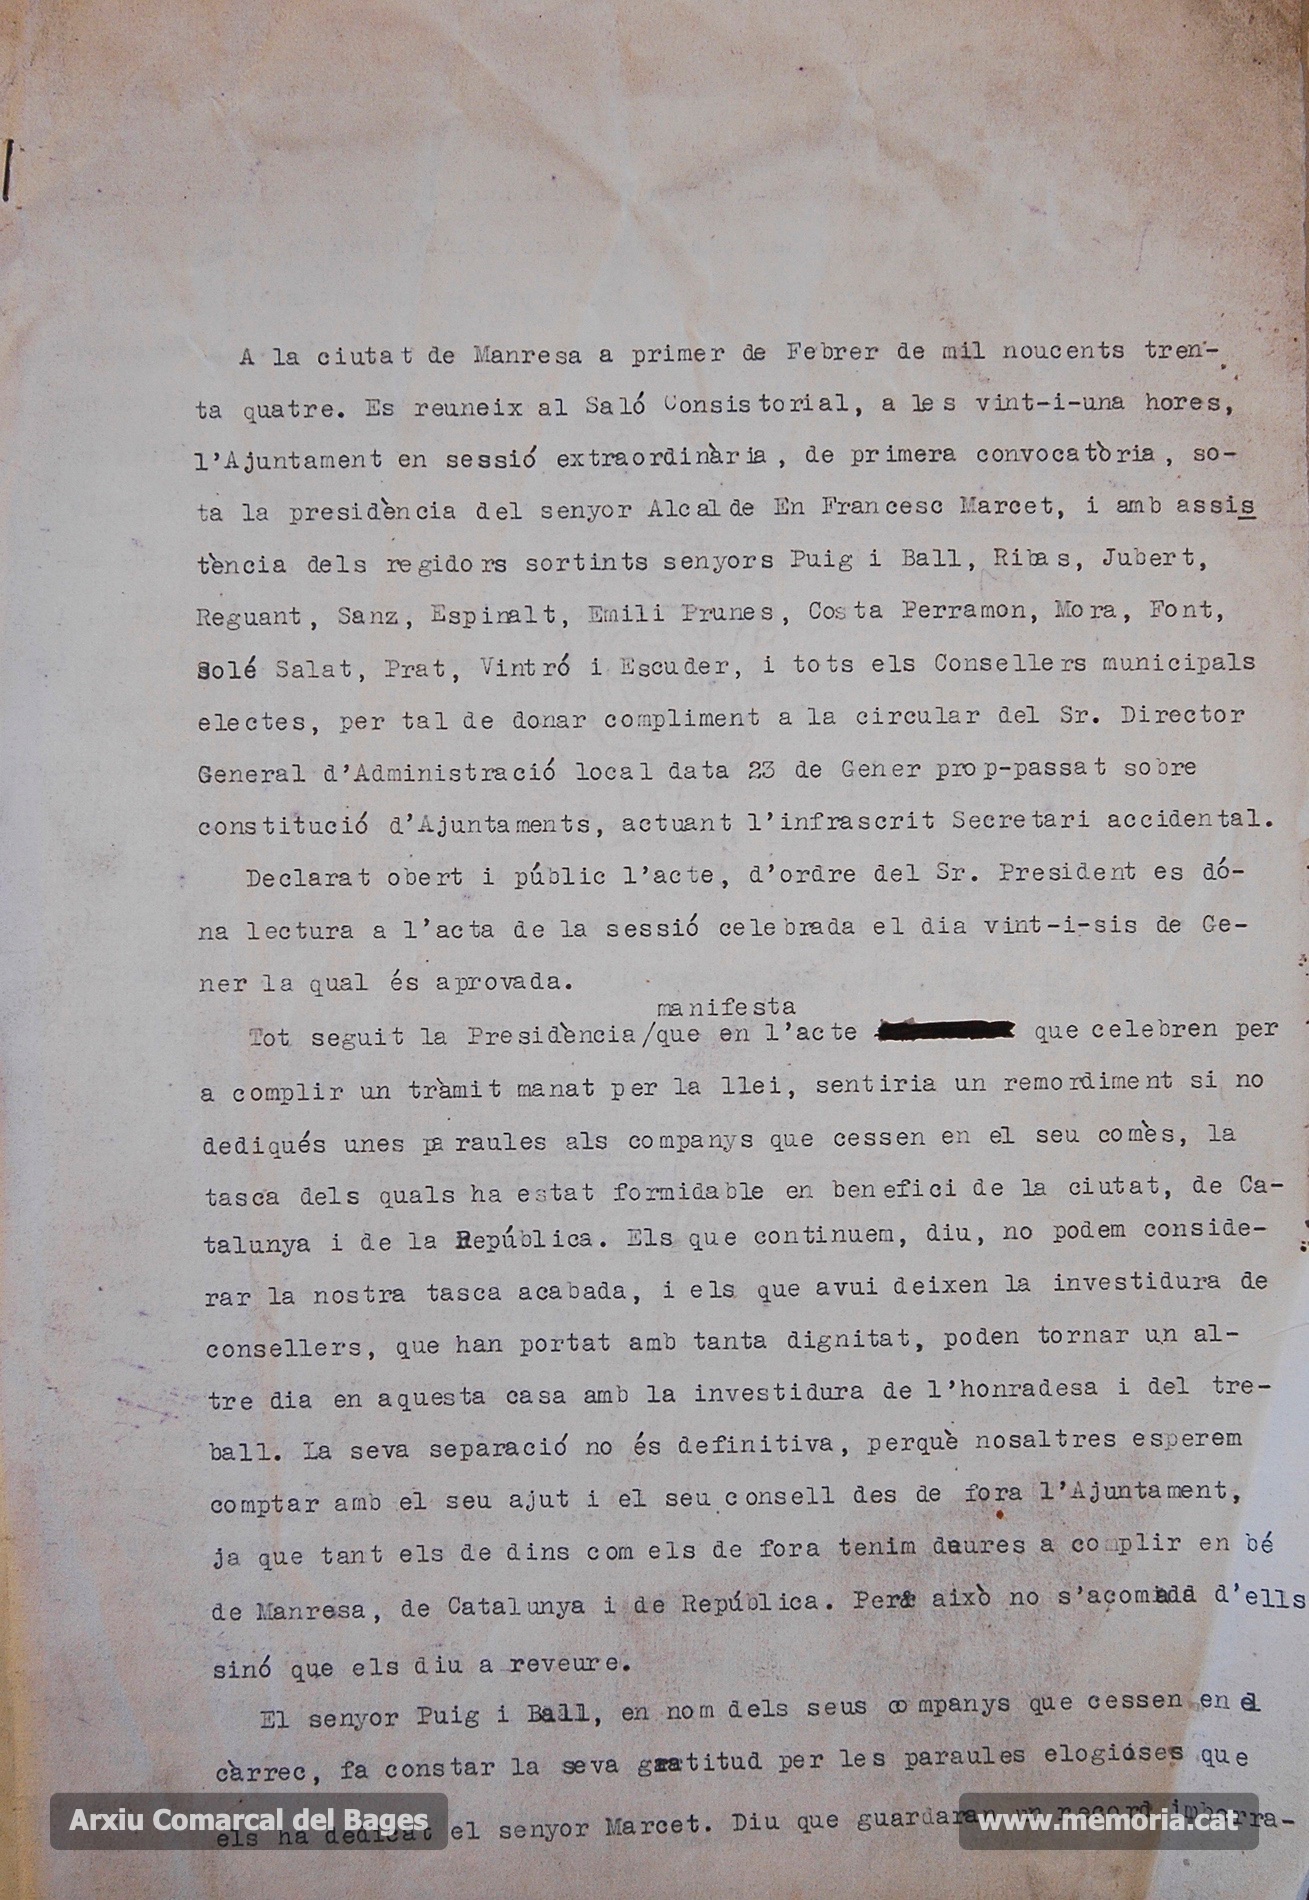 A la ciutat de Manresa a primer de Febrer de mil noucents tren-
ta quatre. Es reuneix al Saló Consistorial, a les vint-i-una hores,
l'Ajuntament en sessió extraordinària, de primera convocatòria, so-
ta la presidència del senyor Alcalde En Francesc Marcet, i amb assis
tència dels regidors sortints senyors Puig i Ball, Ribas, Jubert,
Reguant, Sanz, Espinalt, Emili Prunes, Costa Perramon, Mora, Font,
Solé Salat, Prat, Vintró i Escuder, i tots els Consellers municipals
electes, per tal de donar compliment a la circular del Sr. Director
General d'Administració local data 23 de Gener prop-passat sobre
constitució d'Ajuntaments, actuant l'infrascrit Secretari accidental.
Declarat obert i públic l'acte, d'ordre del Sr. President es dó-
na lectura a l'acta de la sessió celebrada el dia vint-i-sis de Ge-
ner la qual és aprovada.
manifesta
Tot seguit la Presidència/que en l'acte que celebren per
a complir un tràmit manat per la llei, sentiria un remordiment si no
dediqués unes paraules als companys que cessen en el seu comès, la
tasca dels quals ha estat formidable en benefici de la ciutat, de Ca-
talunya i de la República. Els que continuem, diu, no podem conside-
rar la nostra tasca acabada, i els que avui deixen la investidura de
consellers, que han portat amb tanta dignitat, poden tornar un al-
tre dia en aquesta casa amb la investidura de l'honradesa i del tre-
ball. La seva separació no és definitiva, perquè nosaltres esperem
comptar amb el seu ajut i el seu consell des de fora l'Ajuntament,
ja que tant els de dins com els de fora tenim deures a complir en bé
de Manresa, de Catalunya i de República. Per això no s'acomiada d'ells
sinó que els diu a reveure.
El senyor Puig i Ball, en nom dels seus companys que cessen en el
càrrec, fa constar la seva gratitud per les paraules elogioses que
els ha dedicat el senyor Marcet. Diu que guardaran un record imborra-
Arxiu Comarcal del Bages
www.memoria.cat